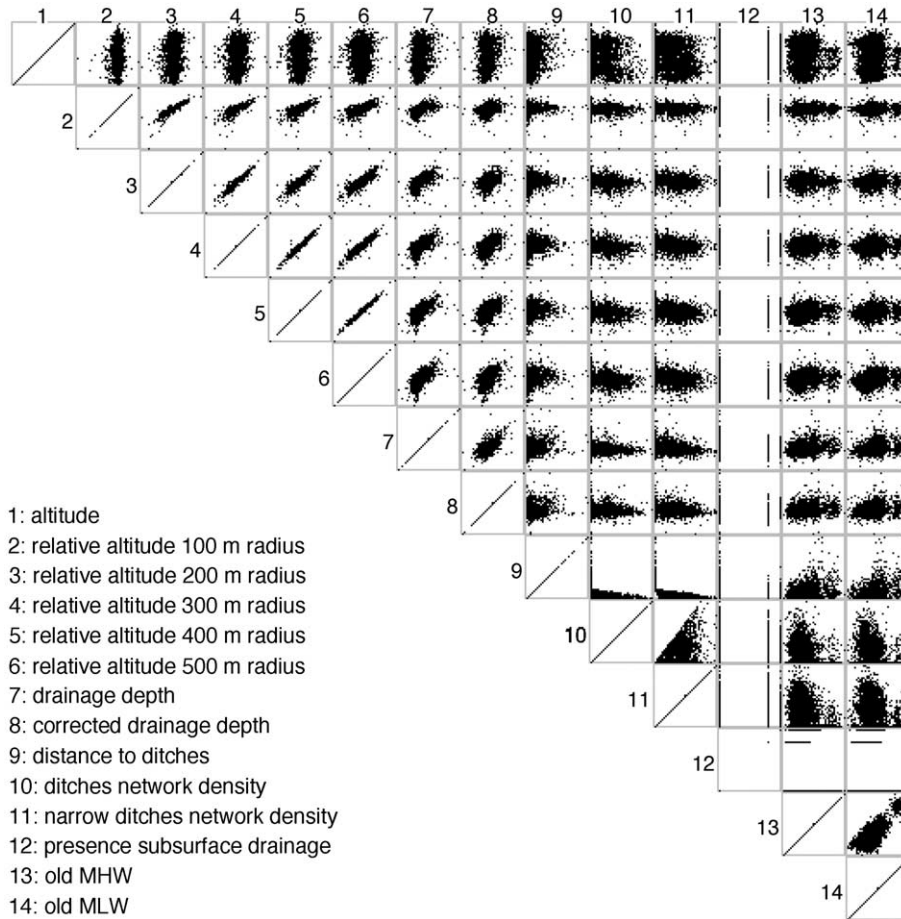 1 2 3 4 5 6 7 8 9 10 11 12 13 14
2
3
4
5
6
7
8
9
10
11
12
13
14
1: altitude
2: relative altitude 100 m radius
3: relative altitude 200 m radius
4: relative altitude 300 m radius
5: relative altitude 400 m radius
6: relative altitude 500 m radius
7: drainage depth
8: corrected drainage depth
9: distance to ditches
10: ditches network density
11: narrow ditches network density
12: presence subsurface drainage
13: old MHW
14: old MLW